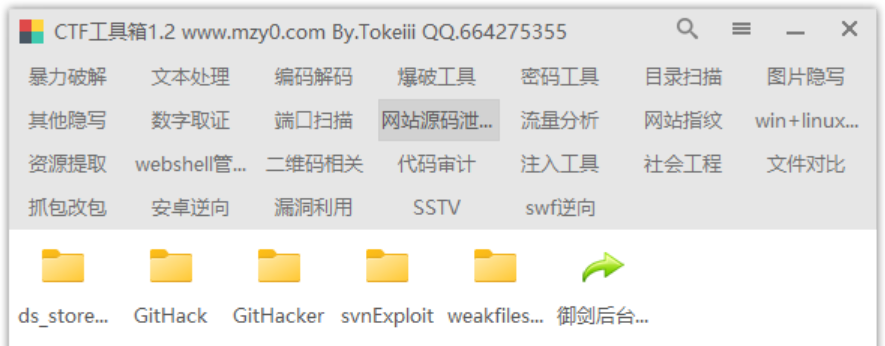 CTF工具箱1.2 www.mzy0.com By.Tokeiii QQ.664275355
暴力破解 文本处理 编码解码 爆破工具 密码工具 目录扫描 图片隐写
其他隐写 数字取证 端口扫描 网站源码泄... 流量分析 网站指纹 win+linux...
资源提取 webshell管... 二维码相关 代码审计 注入工具 社会工程 文件对比
抓包改包 安卓逆向 漏洞利用 SSTV swf逆向
ds_store... GitHack GitHacker svnExploit weakfiles... 御剑后台...